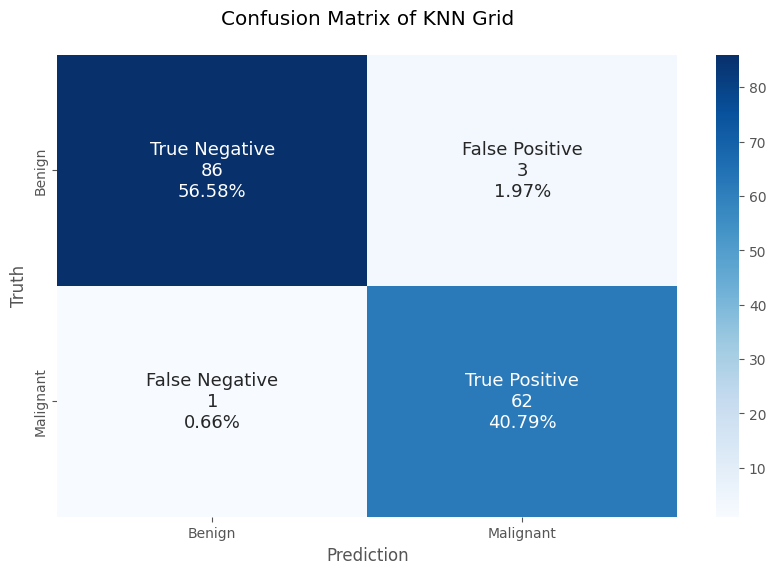 Confusion Matrix of KNN Grid
Truth
Benign
Malignant
True Negative
86
56.58%
False Positive
3
1.97%
False Negative
1
0.66%
True Positive
62
40.79%
Benign
Malignant
Prediction
80
70
60
50
40
30
20
10